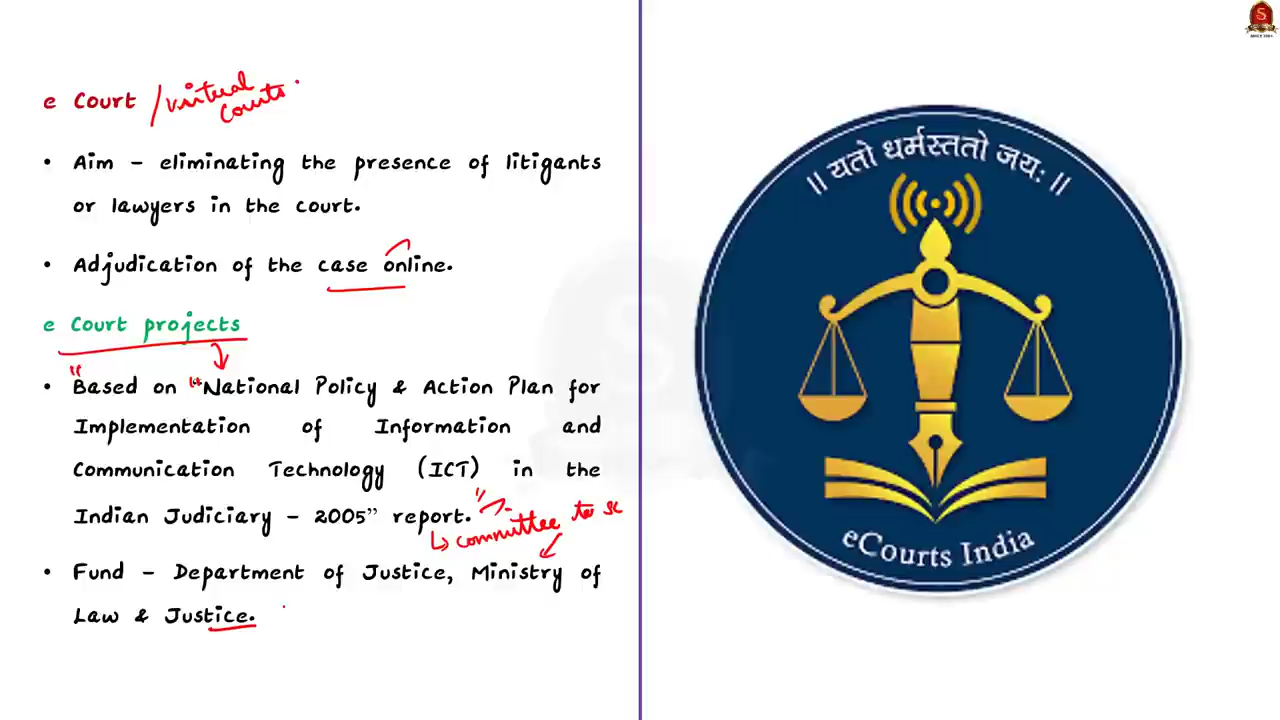 e Court / virtual courts
• Aim - eliminating the presence of litigants
or lawyers in the court.
• Adjudication of the case online.
e Court projects
• "Based on "National Policy & Action Plan for
Implementation of Information and
Communication Technology (ICT) in the
Indian Judiciary - 2005” report."
committee to SC
• Fund - Department of Justice, Ministry of
Law & Justice.
॥ यतो धर्मस्ततो जयः ॥
eCourts India
S